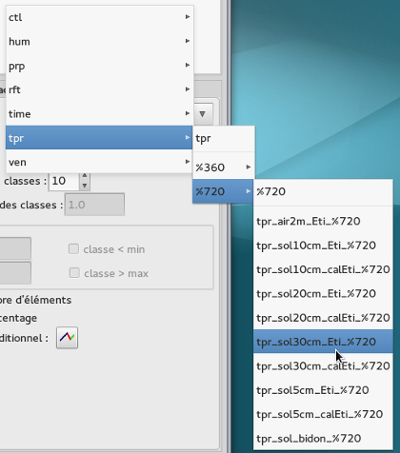 ctl
hum
prp
rft
time
tpr
ven
tpr
%360
%720
%720
tpr_air2m_Eti_%720
tpr_sol10cm_Eti_%720
tpr_sol10cm_calEti_%720
tpr_sol20cm_Eti_%720
tpr_sol20cm_calEti_%720
tpr_sol30cm_Eti_%720
tpr_sol30cm_calEti_%720
tpr_sol5cm_Eti_%720
tpr_sol5cm_calEti_%720
tpr_sol_bidon_%720
classes : 10
des classes : 1.0
classe < min
classe > max
re d'éléments
centage
ditionnel :